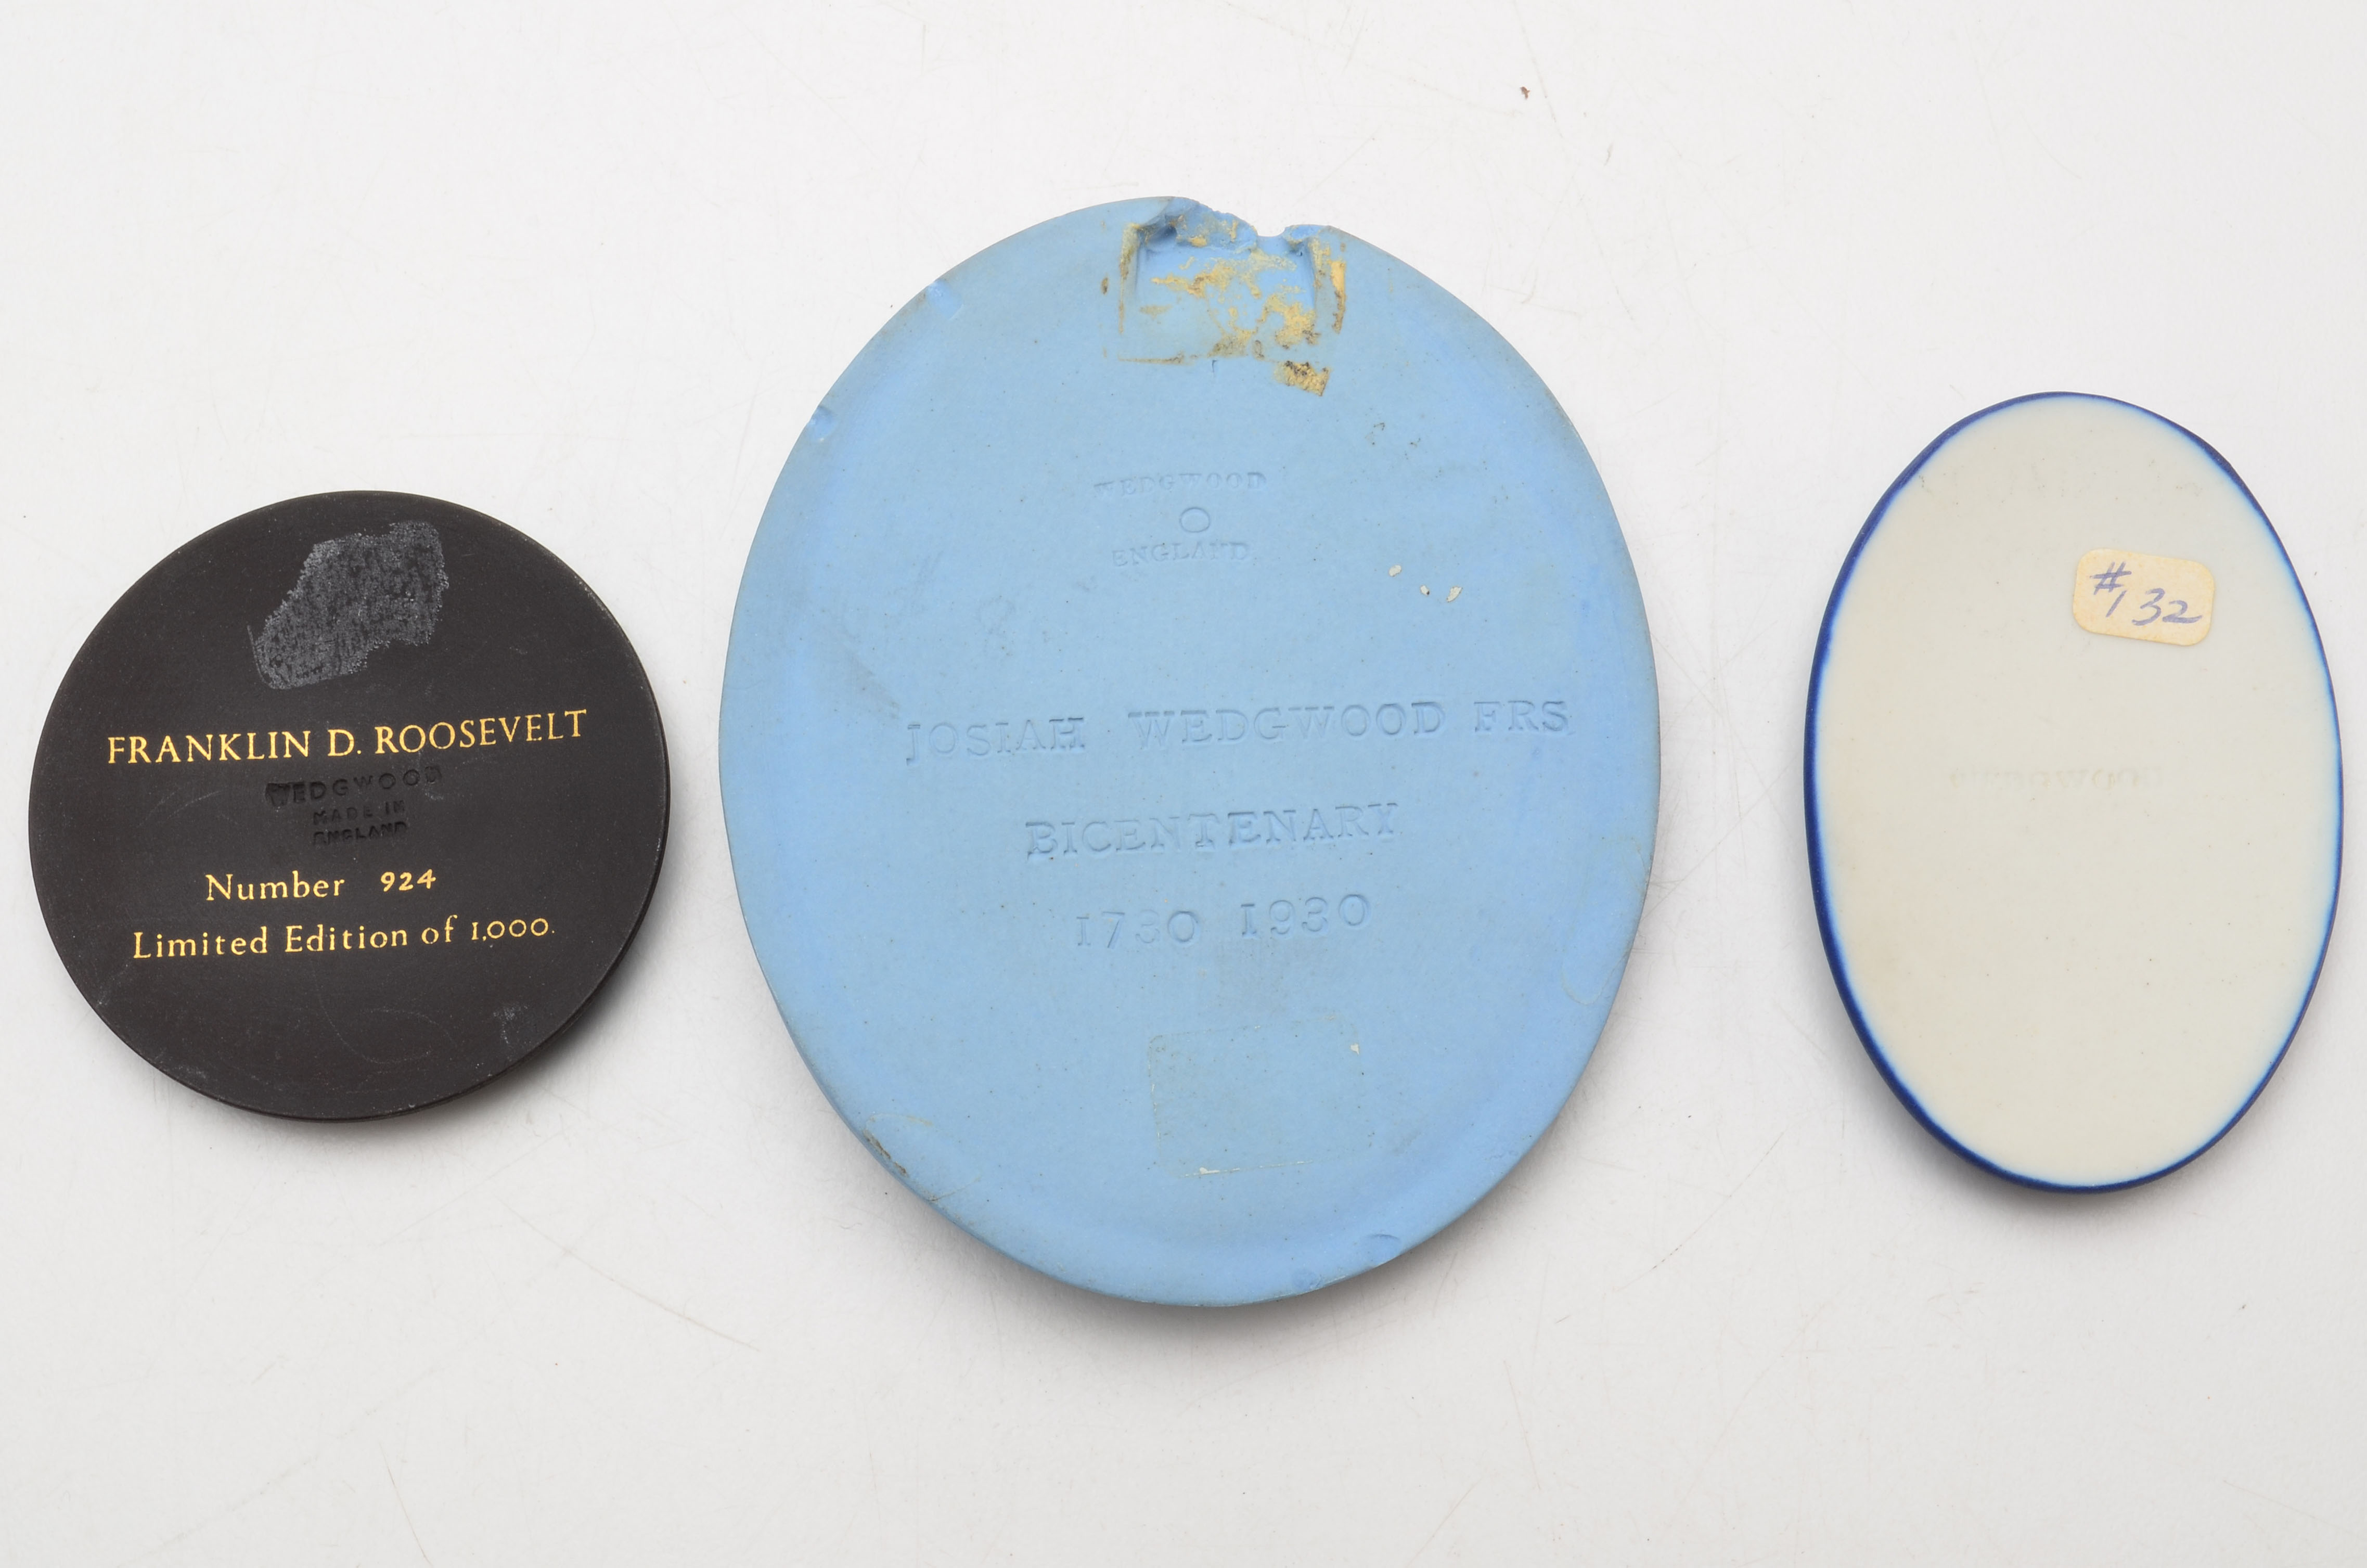 FRANKLIN D. ROOSEVELT
WEDGWOOD
MADE IN
ENGLAND
Number 924
Limited Edition of 1,000.
WEDGWOOD
O
ENGLAND
JOSIAH WEDGWOOD FRS
BICENTENARY
1730 1930
#132
WEDGWOOD